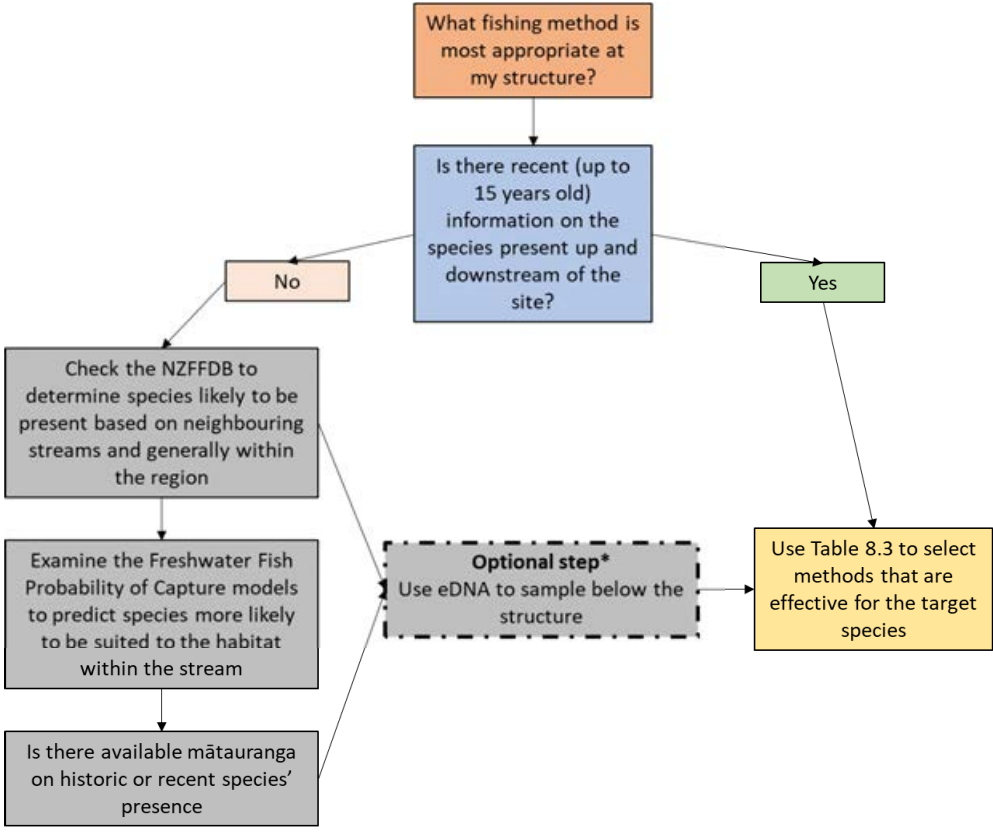 What fishing method is
most appropriate at
my structure?
Is there recent (up to
15 years old)
information on the
species present up and
downstream of the
site?
No
Yes
Check the NZFFDB to
determine species likely to be
present based on neighbouring
streams and generally within
the region
Examine the Freshwater Fish
Probability of Capture models
to predict species more likely
to be suited to the habitat
within the stream
Is there available mātauranga
on historic or recent species’
presence
Optional step*
Use eDNA to sample below the
structure
Use Table 8.3 to select
methods that are
effective for the target
species